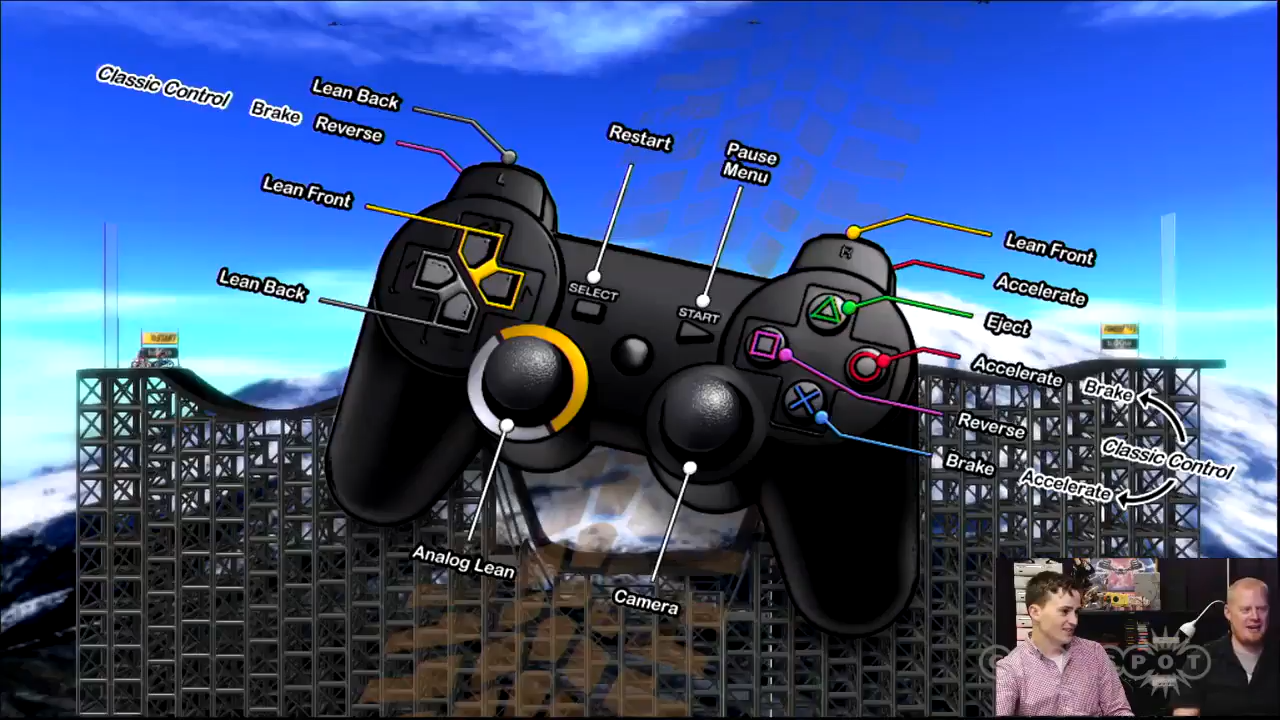 Classic Control
Lean Back
Brake
Reverse
Restart
Pause
Menu
Lean Front
Lean Back
L
R
SELECT
START
Lean Front
Accelerate
Eject
Accelerate
Brake
Reverse
Classic Control
Brake
Accelerate
Analog Lean
Camera
SPOT